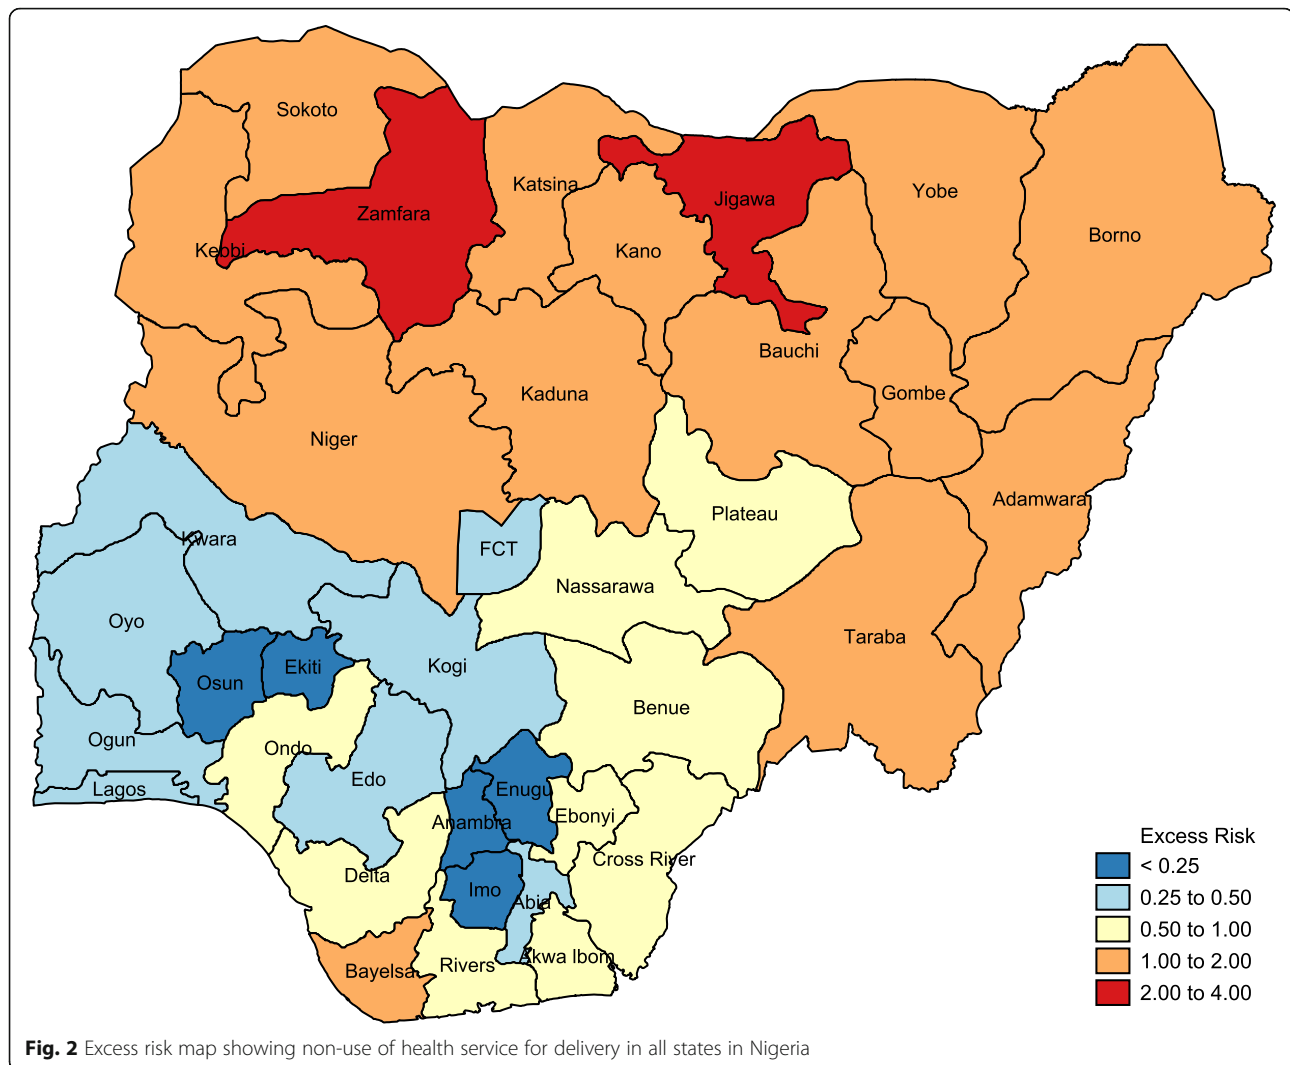 Sokoto
Katsina
Zamfara
Jigawa
Yobe
Borno
Kebbi
Kano
Bauchi
Kaduna
Gombe
Niger
Adamwara
Plateau
Kwara
FCT
Nassarawa
Oyo
Taraba
Ekiti
Kogi
Osun
Benue
Ogun
Ondo
Edo
Lagos
Enugu
Anambra
Ebonyi
Cross River
Delta
Imo
Abia
Akwa Ibom
Rivers
Bayelsa
Excess Risk
< 0.25
0.25 to 0.50
0.50 to 1.00
1.00 to 2.00
2.00 to 4.00
Fig. 2 Excess risk map showing non-use of health service for delivery in all states in Nigeria